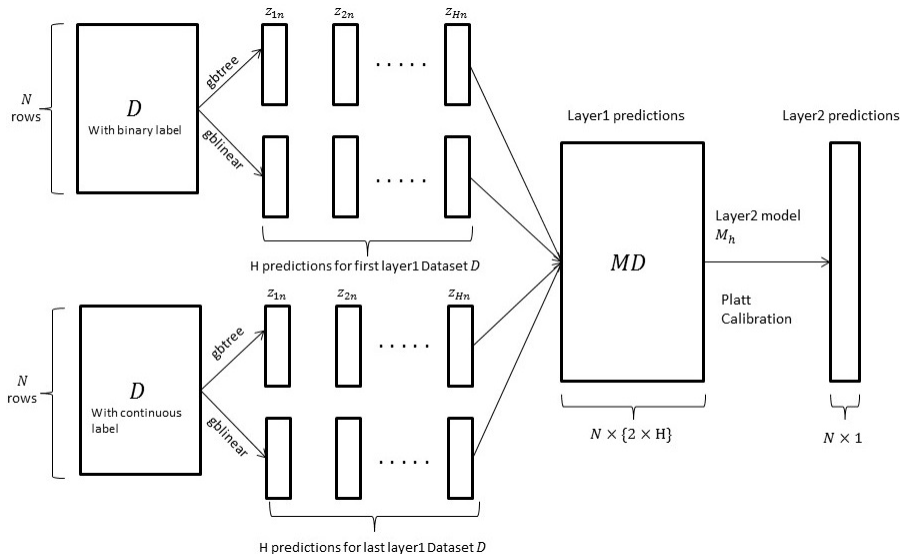 z1n z2n zHn
N
rows
D
With binary label
gbtree
gblinear
.....
.....
H predictions for first layer1 Dataset D
z1n z2n zHn
N
rows
D
With continuous
label
gbtree
gblinear
.....
.....
H predictions for last layer1 Dataset D
Layer1 predictions
MD
N × {2 × H}
Layer2 model
Mh
Platt
Calibration
Layer2 predictions
N × 1